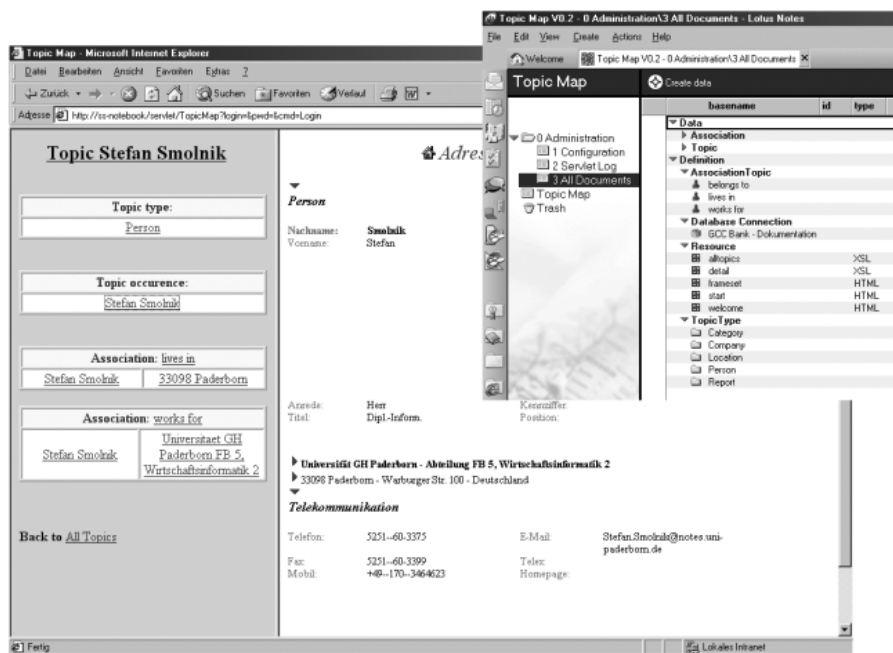 Topic Map V0.2 - 0 Administration\3 All Documents - Lotus Notes
File Edit View Create Actions Help
Welcome Topic Map V0.2 - 0 Administration\3 All Documents
Topic Map
Create data
0 Administration
1 Configuration
2 Servlet Log
3 All Documents
Topic Map
Trash
basename id type
Data
Association
Topic
Definition
AssociationTopic
belongs to
lives in
works for
Database Connection
GCC Bank - Dokumentation
Resource
alltopics XSL
detail XSL
frameset HTML
start HTML
welcome HTML
TopicType
Category
Company
Location
Person
Report
Topic Map - Microsoft Internet Explorer
Datei Bearbeiten Ansicht Favoriten Extras ?
Zurück Suchen Favoriten Verlauf
Adresse http://ss-notebook/servlet/TopicMap?login=&pwd=&cmd=Login
Topic Stefan Smolnik
Topic type:
Person
Topic occurence:
Stefan Smolnik
Association: lives in
Stefan Smolnik 33098 Paderborn
Association: works for
Stefan Smolnik Universitaet GH
Paderborn FB 5,
Wirtschaftsinformatik 2
Back to All Topics
Adres
Person
Nachname: Smolnik
Vorname: Stefan
Anrede: Herr Kennziffer:
Titel: Dipl.-Inform. Position:
Universität GH Paderborn - Abteilung FB 5, Wirtschaftsinformatik 2
33098 Paderborn - Warburger Str. 100 - Deutschland
Telekommunikation
Telefon: 5251--60-3375 E-Mail: Stefan.Smolnik@notes.uni-
paderborn.de
Fax: 5251--60-3399 Telex:
Mobil: +49--170--3464623 Homepage:
Fertig Lokales Intranet